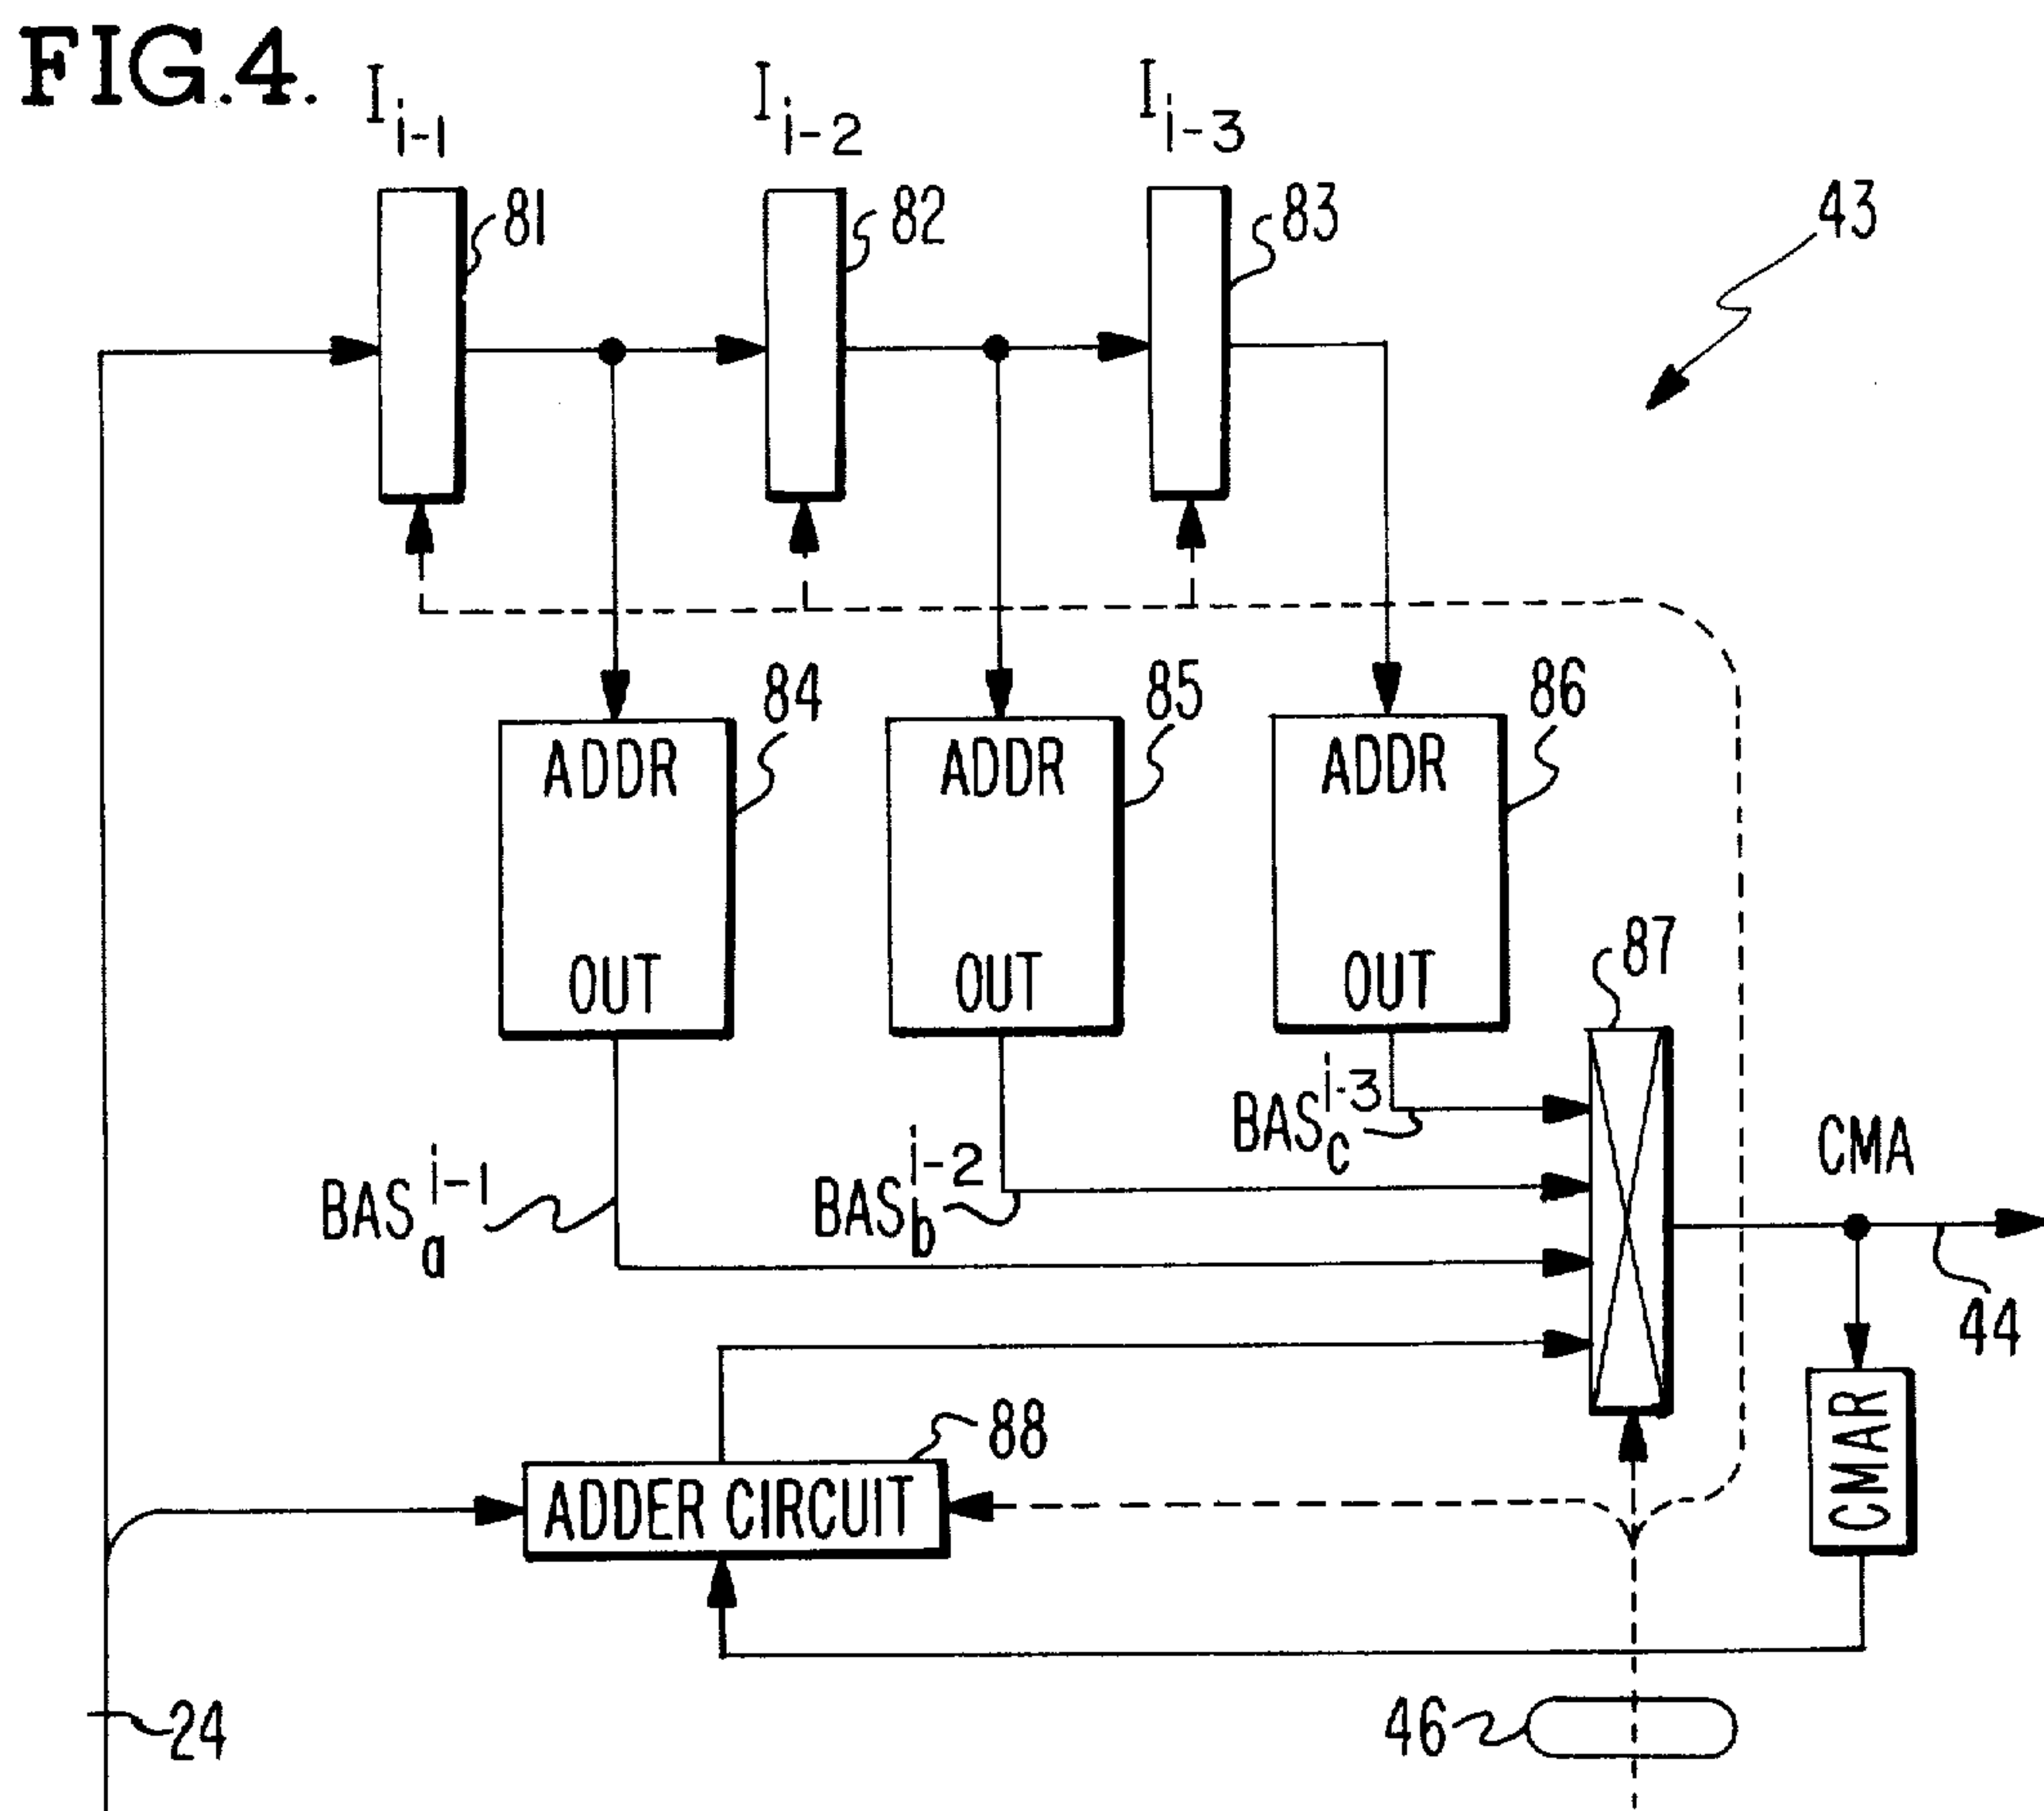 FIG.4.
I i-1
I i-2
I i-3
81
82
83
43
84
85
86
ADDR
ADDR
ADDR
OUT
OUT
OUT
87
BAS a i-1
BAS b i-2
BAS c i-3
CMA
44
88
ADDER CIRCUIT
CMAR
24
46